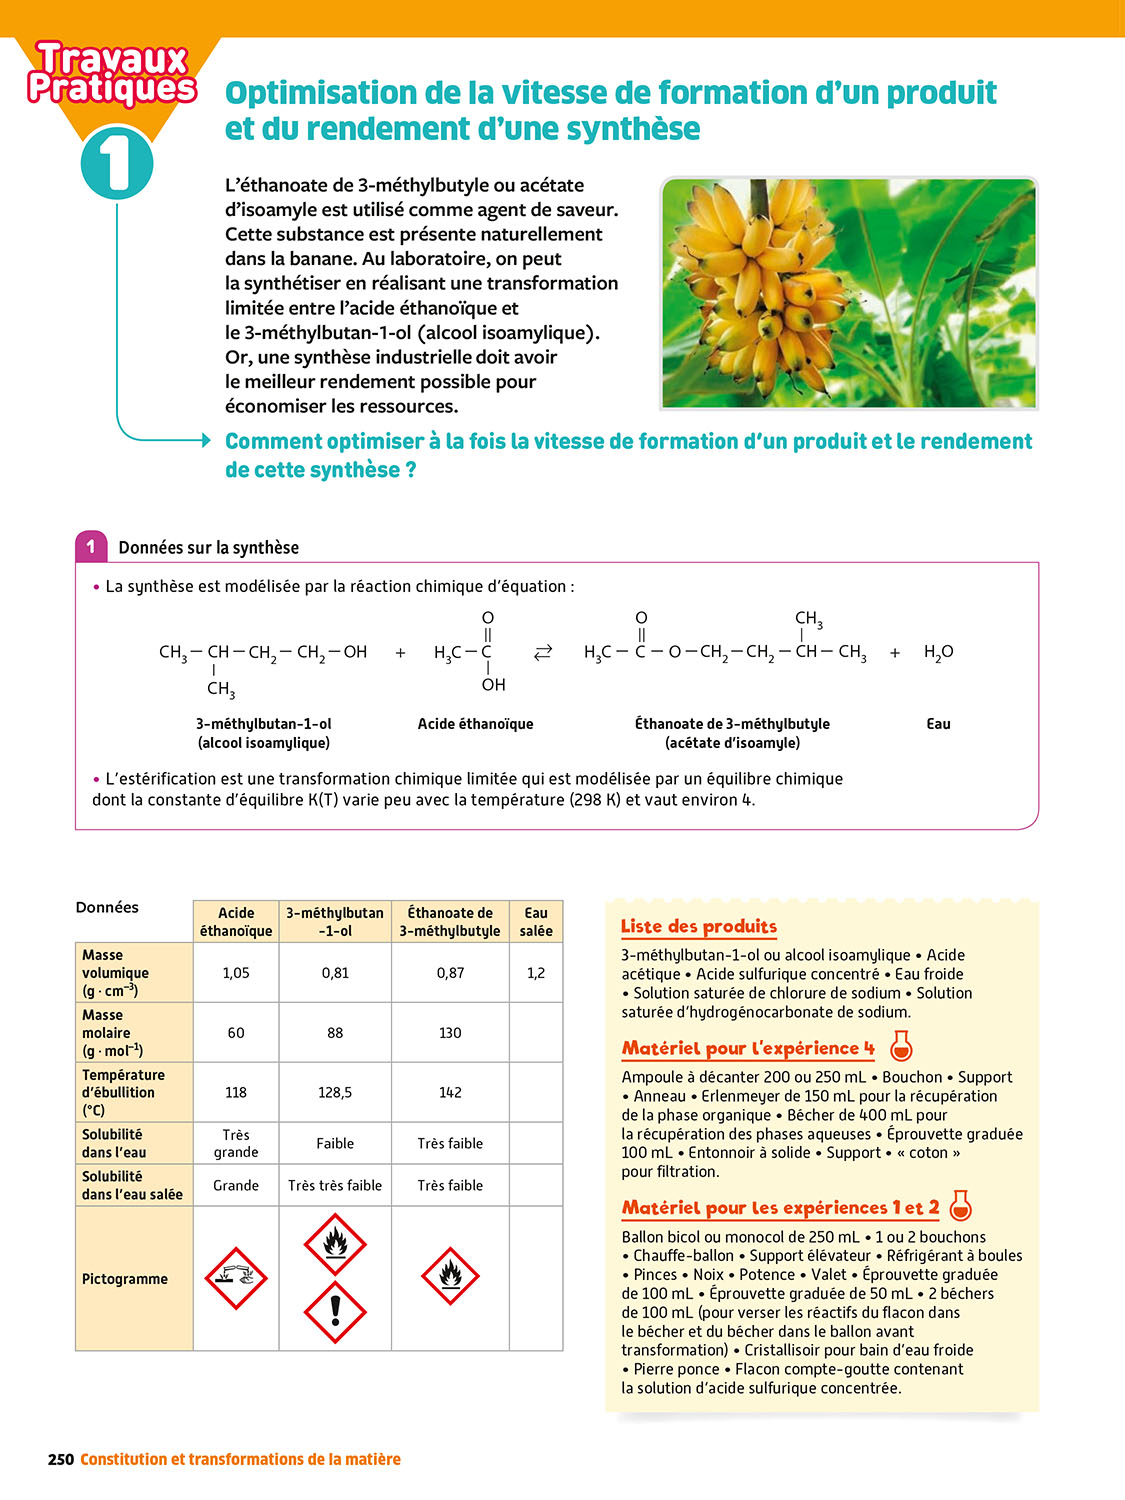 Travaux
Pratiques
1
Optimisation de la vitesse de formation d’un produit
et du rendement d’une synthèse
L’éthanoate de 3-méthylbutyle ou acétate
d’isoamyle est utilisé comme agent de saveur.
Cette substance est présente naturellement
dans la banane. Au laboratoire, on peut
la synthétiser en réalisant une transformation
limitée entre l’acide éthanoïque et
le 3-méthylbutan-1-ol (alcool isoamylique).
Or, une synthèse industrielle doit avoir
le meilleur rendement possible pour
économiser les ressources.
Comment optimiser à la fois la vitesse de formation d’un produit et le rendement
de cette synthèse ?
1 Données sur la synthèse
• La synthèse est modélisée par la réaction chimique d’équation :
O O CH₃
CH₃ — CH — CH₂ — CH₂ — OH + H₃C — C ⇄ H₃C — C — O — CH₂ — CH₂ — CH — CH₃ + H₂O
CH₃ OH
3-méthylbutan-1-ol Acide éthanoïque Éthanoate de 3-méthylbutyle Eau
(alcool isoamylique) (acétate d’isoamyle)
• L’estérification est une transformation chimique limitée qui est modélisée par un équilibre chimique
dont la constante d’équilibre K(T) varie peu avec la température (298 K) et vaut environ 4.
Données
Acide 3-méthylbutan Éthanoate de Eau
éthanoïque -1-ol 3-méthylbutyle salée
Masse
volumique 1,05 0,81 0,87 1,2
(g · cm⁻³)
Masse
molaire 60 88 130
(g · mol⁻¹)
Température
d’ébullition 118 128,5 142
(°C)
Solubilité
dans l’eau Très grande Faible Très faible
Solubilité
dans l’eau salée Grande Très très faible Très faible
Pictogramme
Liste des produits
3-méthylbutan-1-ol ou alcool isoamylique • Acide
acétique • Acide sulfurique concentré • Eau froide
• Solution saturée de chlorure de sodium • Solution
saturée d’hydrogénocarbonate de sodium.
Matériel pour l’expérience 4
Ampoule à décanter 200 ou 250 mL • Bouchon • Support
• Anneau • Erlenmeyer de 150 mL pour la récupération
de la phase organique • Bécher de 400 mL pour
la récupération des phases aqueuses • Éprouvette graduée
100 mL • Entonnoir à solide • Support • « coton »
pour filtration.
Matériel pour les expériences 1 et 2
Ballon bicol ou monocol de 250 mL • 1 ou 2 bouchons
• Chauffe-ballon • Support élévateur • Réfrigérant à boules
• Pinces • Noix • Potence • Valet • Éprouvette graduée
de 100 mL • Éprouvette graduée de 50 mL • 2 béchers
de 100 mL (pour verser les réactifs du flacon dans
le bécher et du bécher dans le ballon avant
transformation) • Cristallisoir pour bain d’eau froide
• Pierre ponce • Flacon compte-goutte contenant
la solution d’acide sulfurique concentrée.
250 Constitution et transformations de la matière